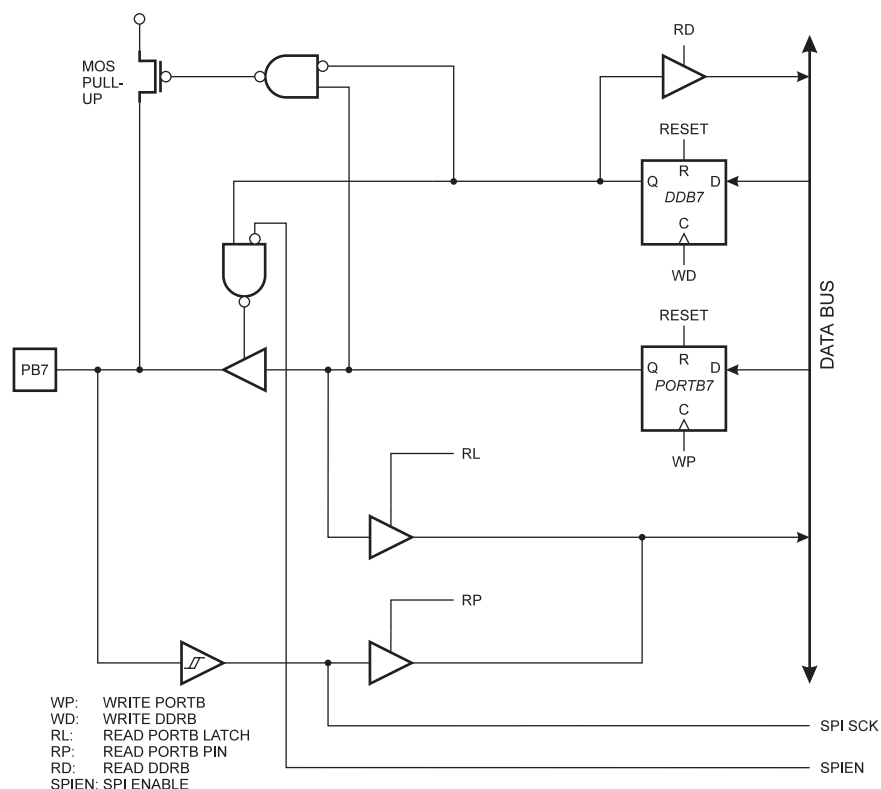 RD
MOS
PULL-
UP
RESET
R
Q
D
DDB7
C
WD
RESET
R
PB7
Q
D
PORTB7
C
WP
DATA BUS
RL
RP
WP: WRITE PORTB
WD: WRITE DDRB
RL: READ PORTB LATCH
RP: READ PORTB PIN
RD: READ DDRB
SPIEN: SPI ENABLE
SPI SCK
SPIEN